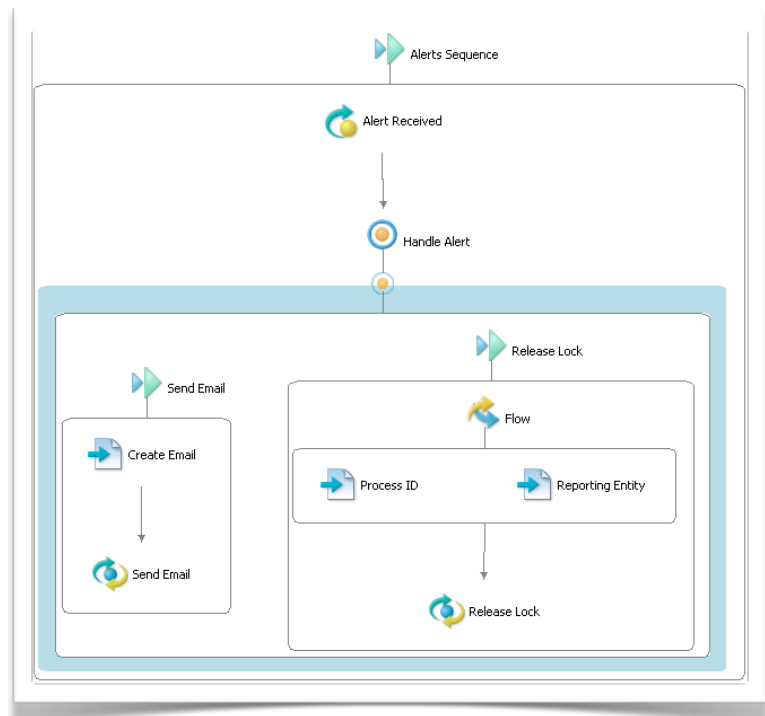 Alerts Sequence
Alert Received
Handle Alert
Release Lock
Send Email
Flow
Create Email
Process ID
Reporting Entity
Send Email
Release Lock